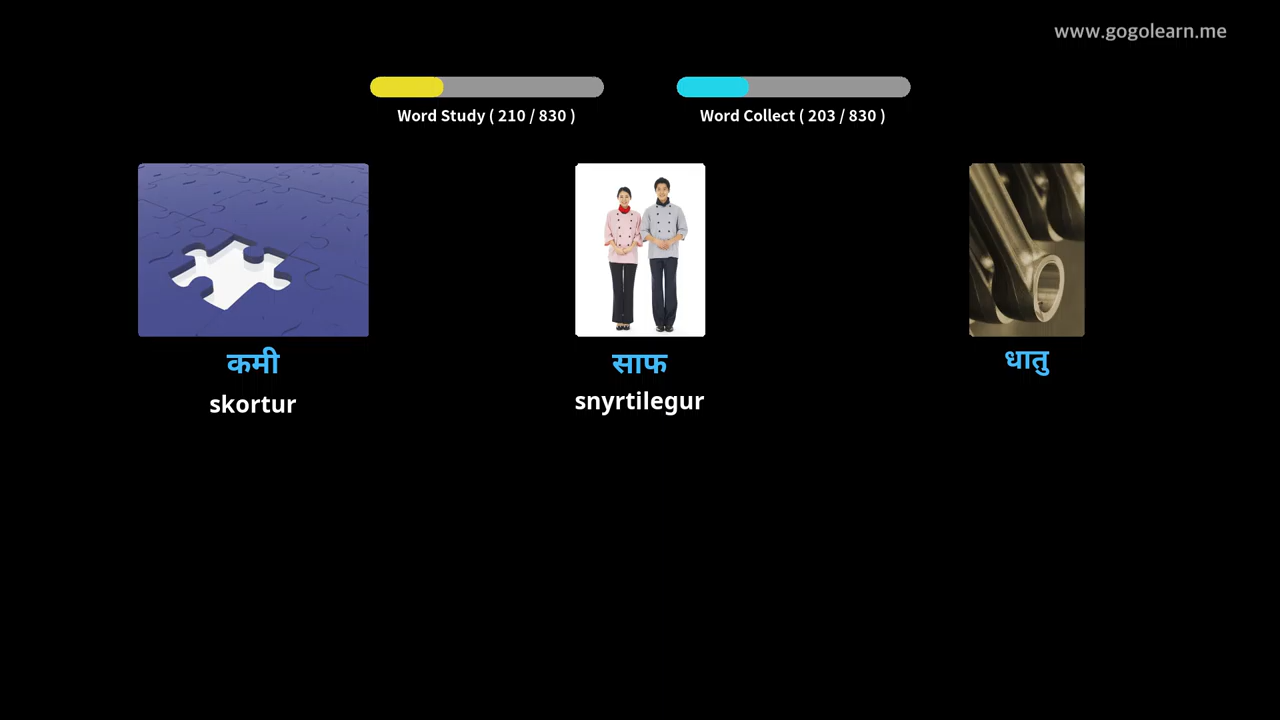 www.gogolearn.me
Word Study ( 210 / 830 )
Word Collect ( 203 / 830 )
कमी
skortur
साफ
snyrtilegur
धातु